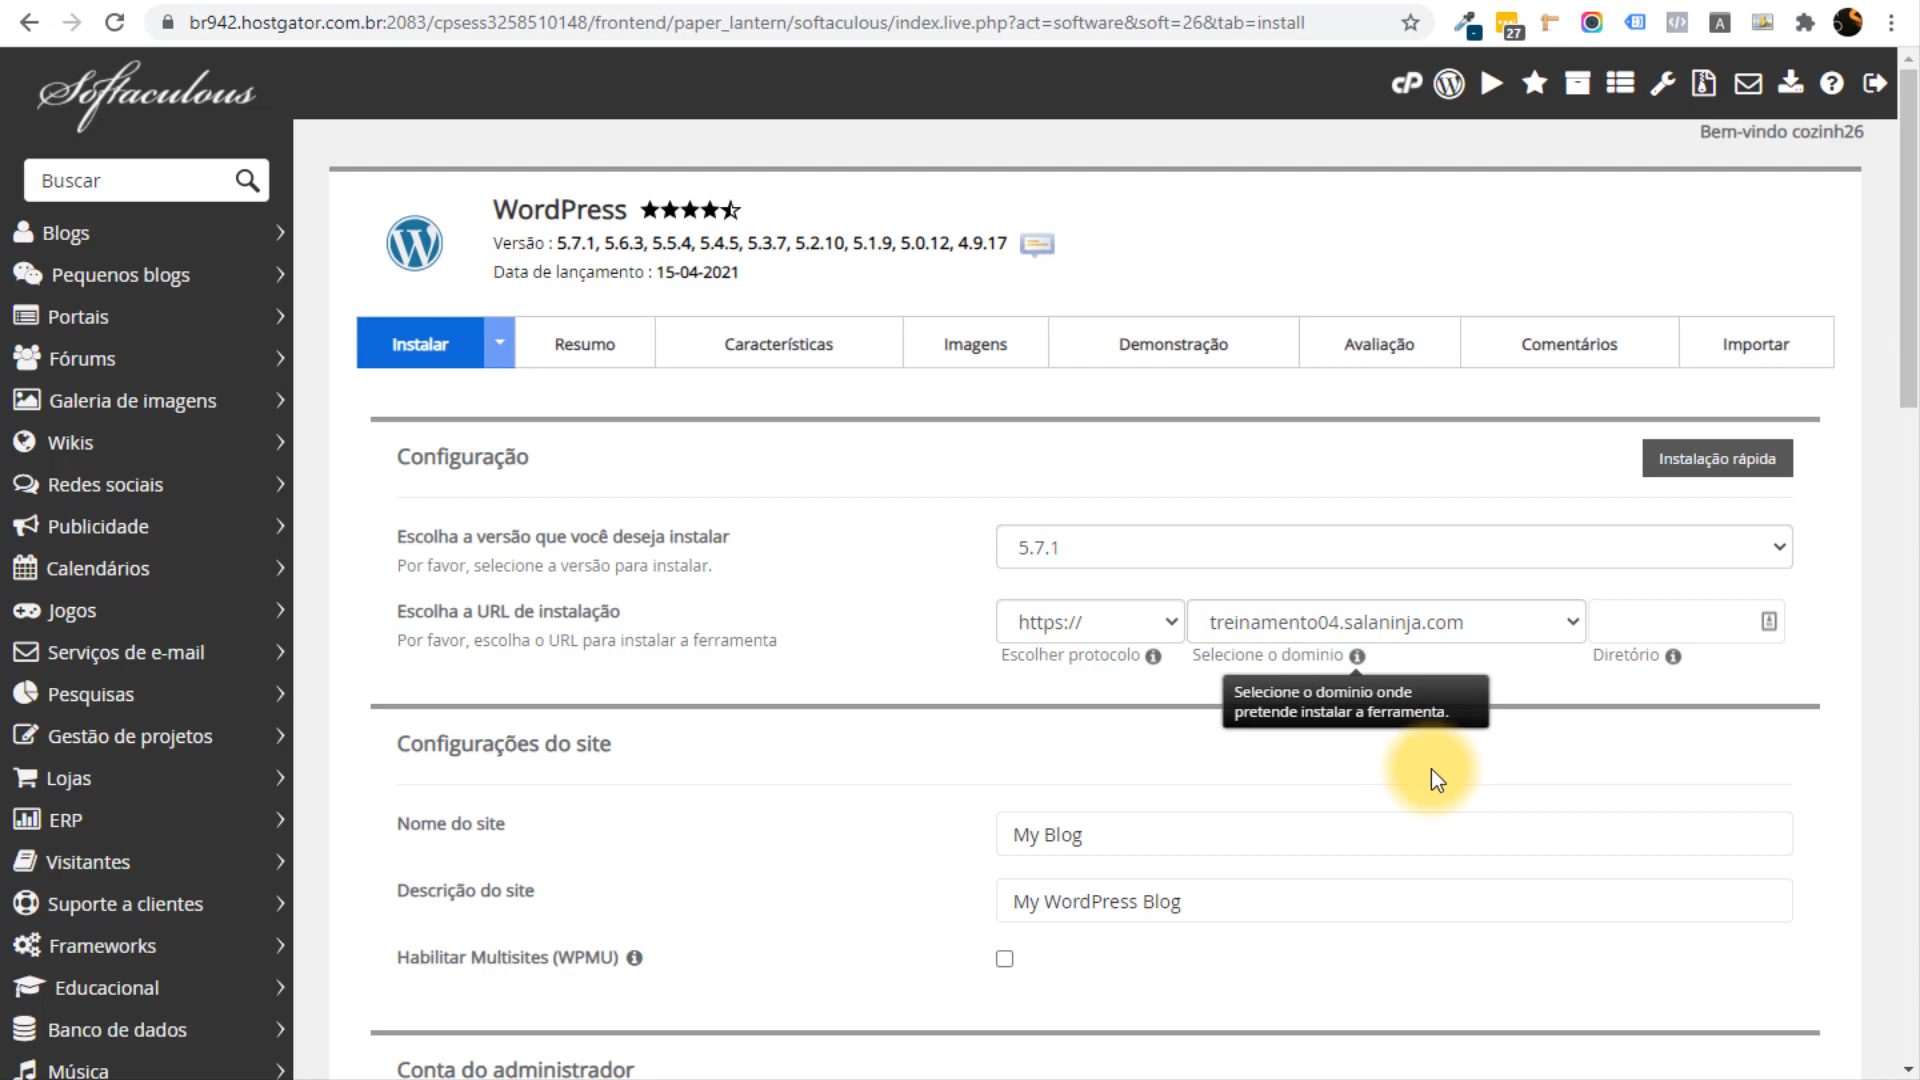 br942.hostgator.com.br:2083/cpsess3258510148/frontend/paper_lantern/softaculous/index.live.php?act=software&soft=26&tab=install
27
A
Softaculous
cP
Bem-vindo cozinh26
Buscar
Blogs
Pequenos blogs
Portais
Fórums
Galeria de imagens
Wikis
Redes sociais
Publicidade
Calendários
Jogos
Serviços de e-mail
Pesquisas
Gestão de projetos
Lojas
ERP
Visitantes
Suporte a clientes
Frameworks
Educacional
Banco de dados
Música
WordPress
Versão : 5.7.1, 5.6.3, 5.5.4, 5.4.5, 5.3.7, 5.2.10, 5.1.9, 5.0.12, 4.9.17
Data de lançamento : 15-04-2021
Instalar
Resumo
Características
Imagens
Demonstração
Avaliação
Comentários
Importar
Configuração
Instalação rápida
Escolha a versão que você deseja instalar
Por favor, selecione a versão para instalar.
5.7.1
Escolha a URL de instalação
Por favor, escolha o URL para instalar a ferramenta
https://
treinamento04.salaninja.com
Escolher protocolo
Selecione o dominio
Diretório
Selecione o dominio onde
pretende instalar a ferramenta.
Configurações do site
Nome do site
My Blog
Descrição do site
My WordPress Blog
Habilitar Multisites (WPMU)
Conta do administrador